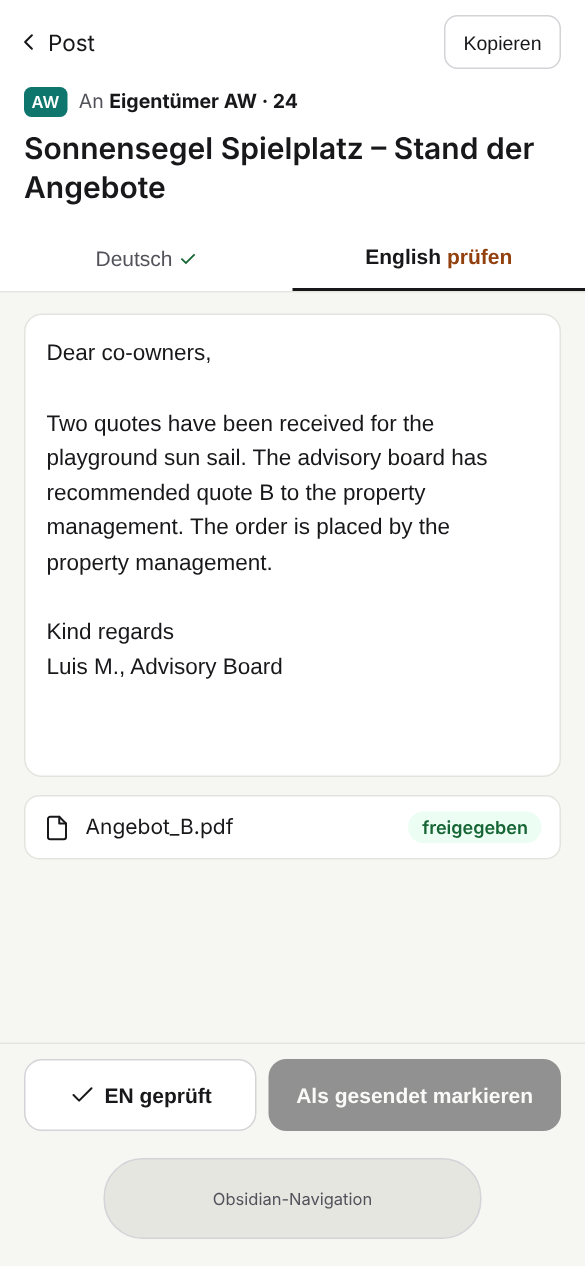 Post
Kopieren
AW An Eigentümer AW · 24
Sonnensegel Spielplatz – Stand der
Angebote
Deutsch
English prüfen
Dear co-owners,
Two quotes have been received for the
playground sun sail. The advisory board has
recommended quote B to the property
management. The order is placed by the
property management.
Kind regards
Luis M., Advisory Board
Angebot_B.pdf
freigegeben
EN geprüft
Als gesendet markieren
Obsidian-Navigation